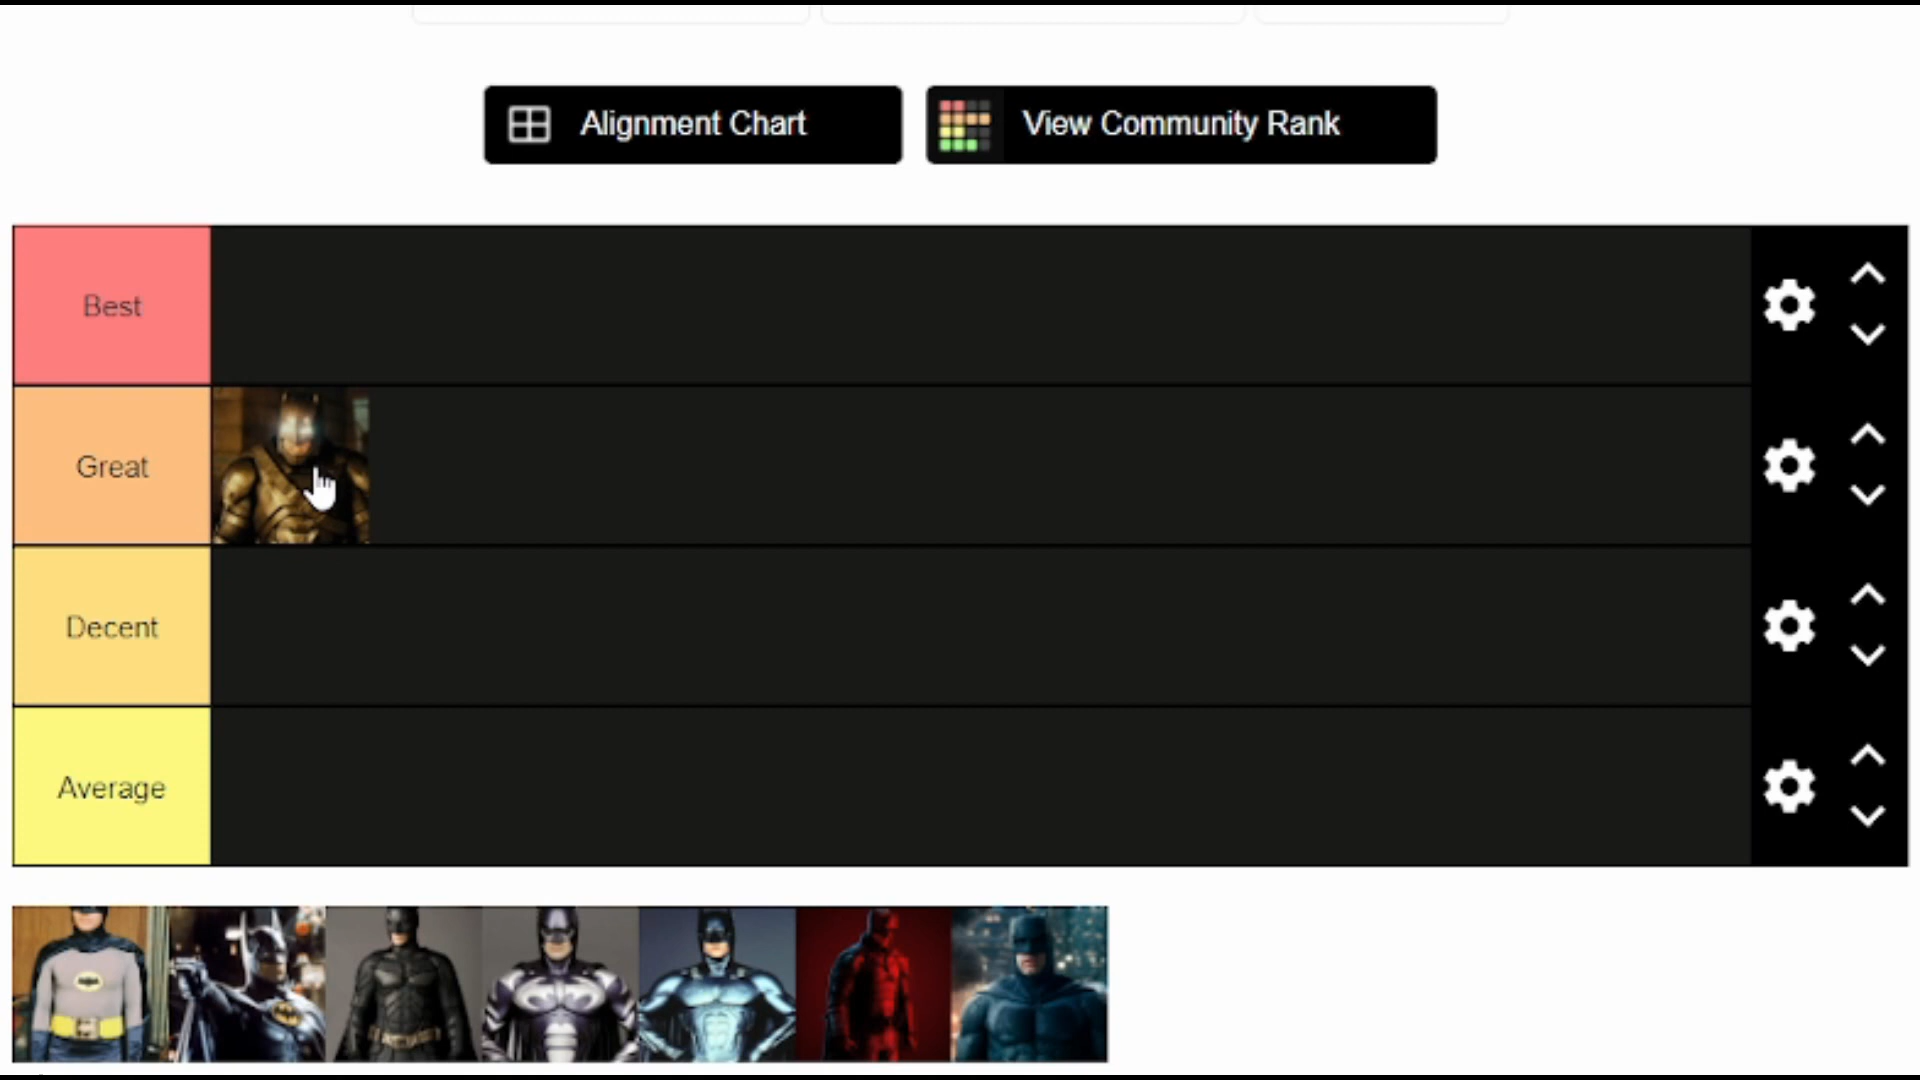 Alignment Chart
View Community Rank
Best
Great
Decent
Average